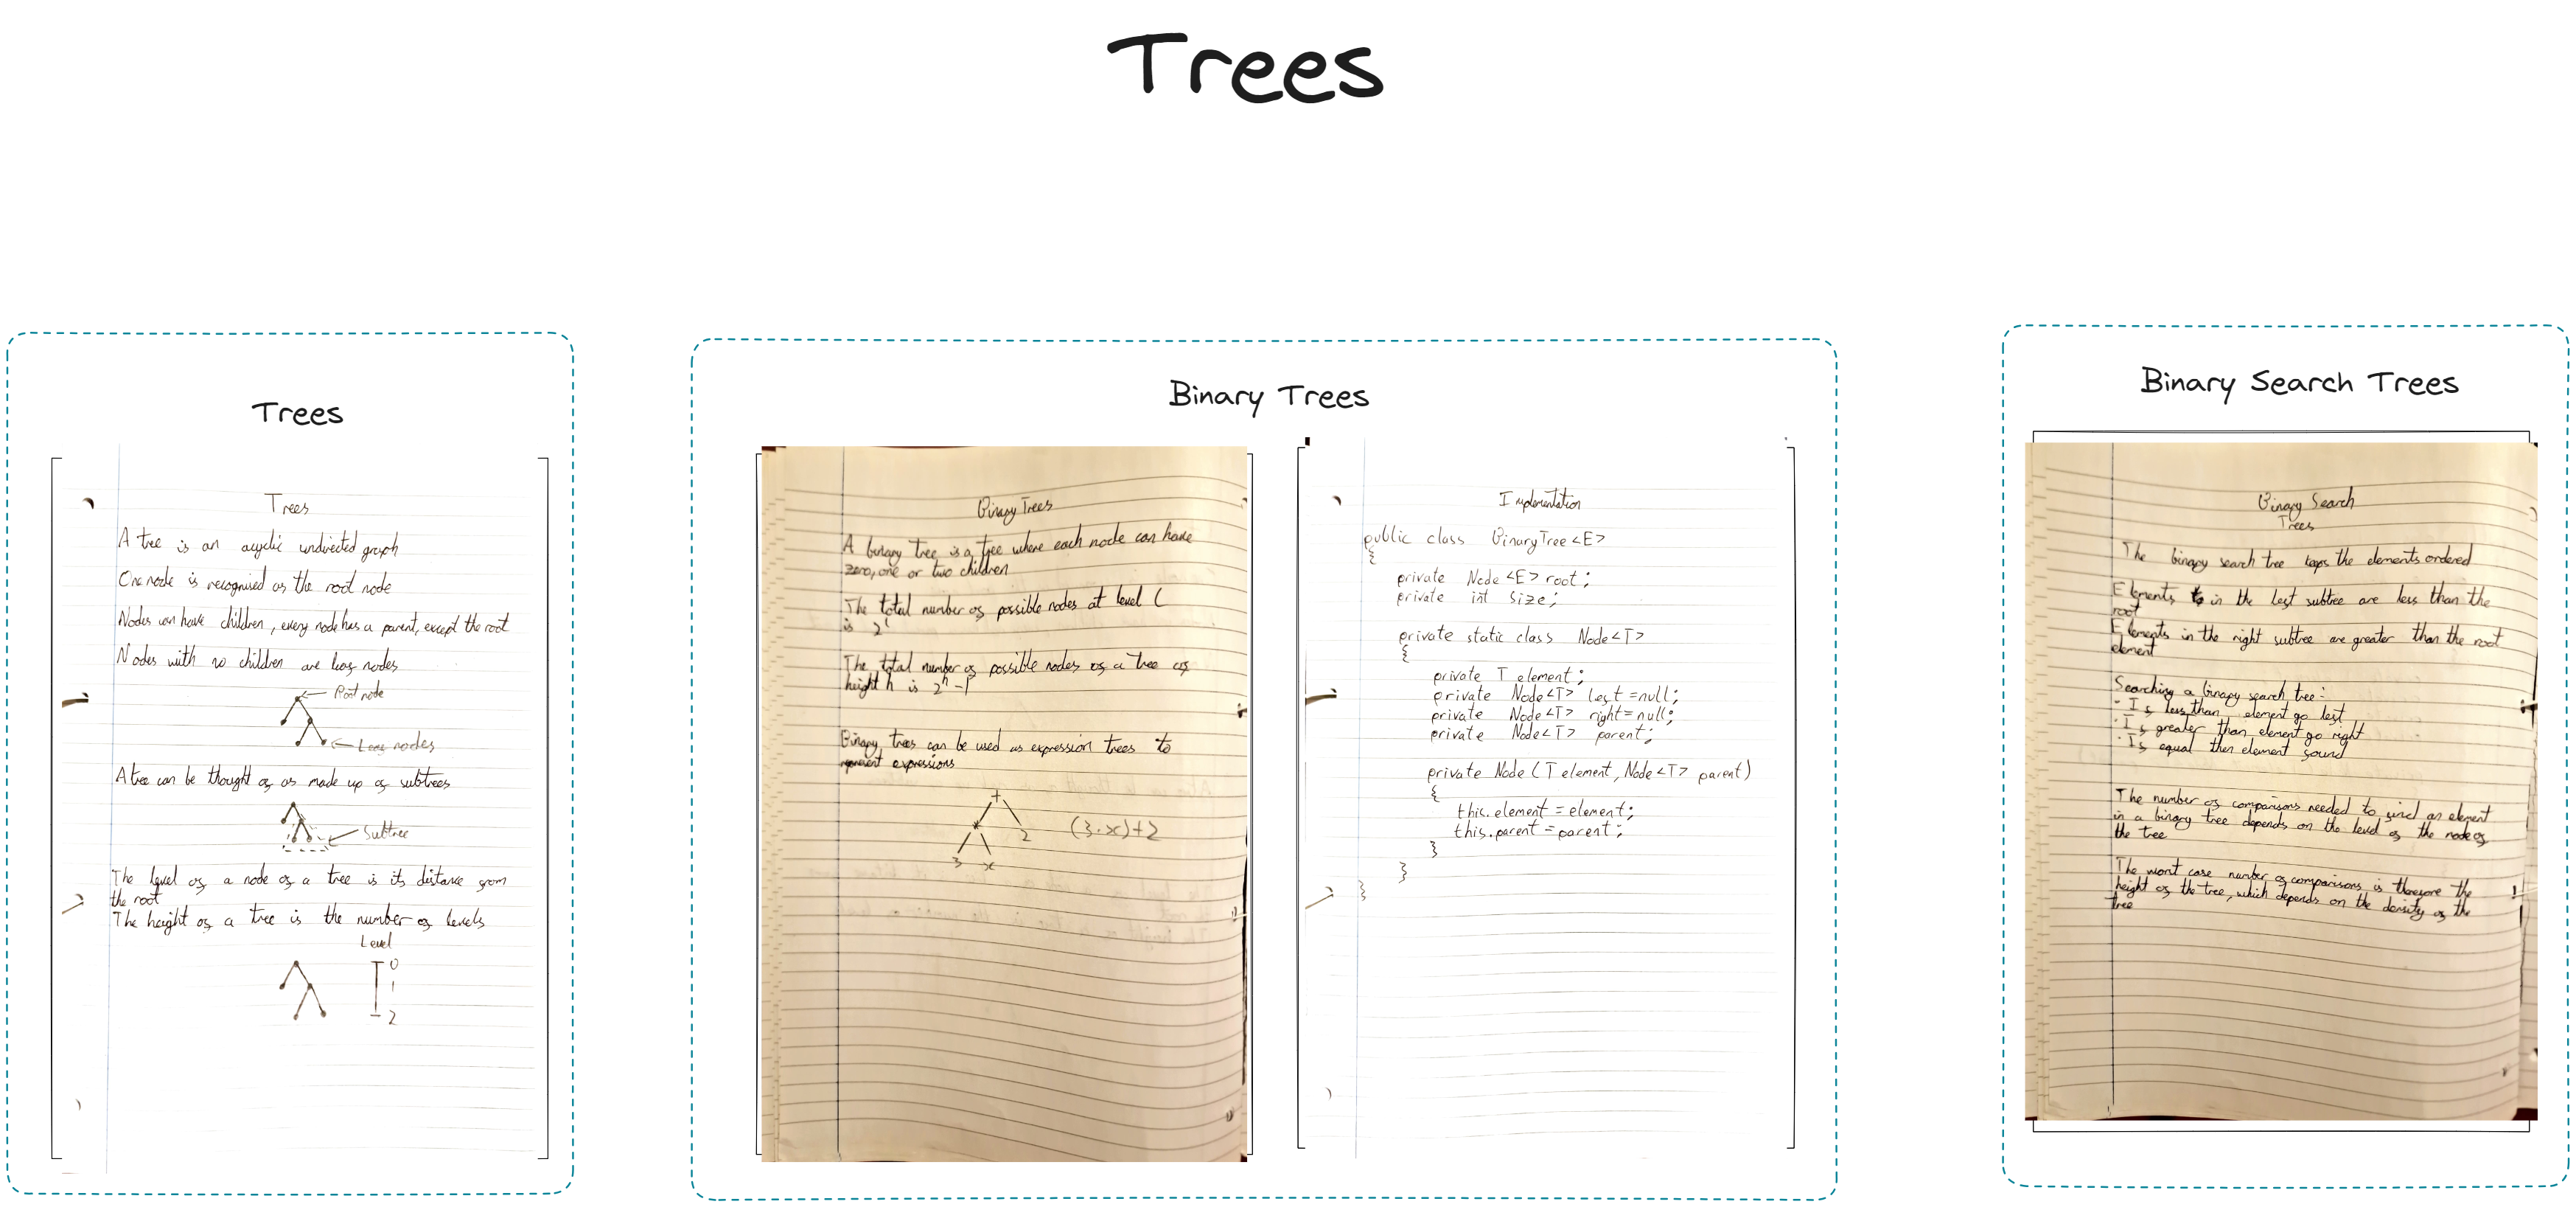 Trees
Trees
Trees
A tree is an acyclic undirected graph
One node is recognised as the root node
Nodes can have children, every node has a parent, except the root
Nodes with no children are leaf nodes
Root node
Leaf nodes
A tree can be thought of as made up of subtrees
Subtree
The level of a node of a tree is its distance from
the root
The height of a tree is the number of levels
Level
0
1
2
Binary Trees
Binary Trees
A binary tree is a tree where each node can have
zero, one or two children
The total number of possible nodes at level l
is 2^l
The total number of possible nodes of a tree of
height h is 2^h -1
Binary trees can be used as expression trees to
represent expressions
+
* 2 (3·x)+2
3 x
Implementation
public class BinaryTree<E>
{
private Node<E> root;
private int size;
private static class Node<T>
{
private T element;
private Node<T> left=null;
private Node<T> right=null;
private Node<T> parent;
private Node(T element, Node<T> parent)
{
this.element = element;
this.parent = parent;
}
}
}
Binary Search Trees
Binary Search
Trees
The binary search tree keeps the elements ordered
Elements in the left subtree are less than the
root
Elements in the right subtree are greater than the root
element
Searching a binary search tree:
· If less than element go left
· If greater than element go right
· If equal then element found
The number of comparisons needed to find an element
in a binary tree depends on the level of the node of
the tree
The worst case number of comparisons is therefore the
height of the tree, which depends on the density of the
tree